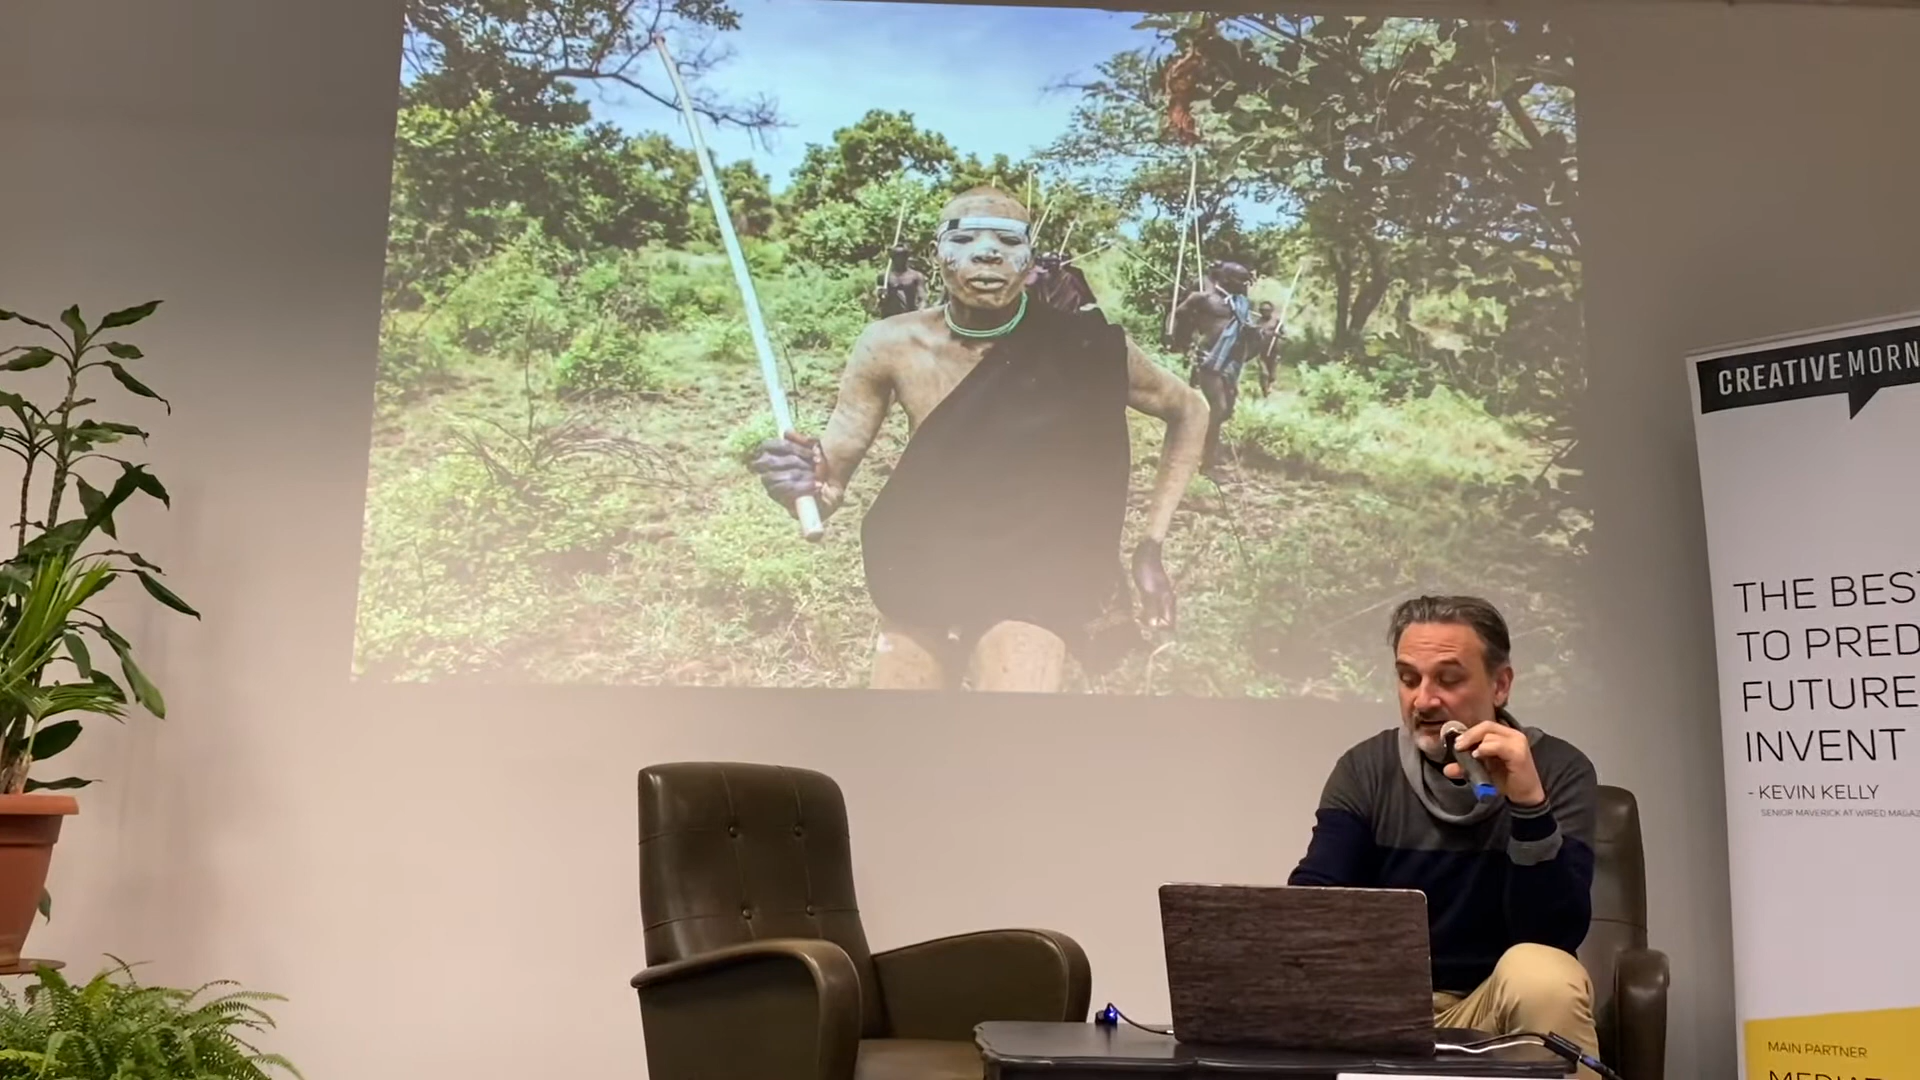 CREATIVEMORN
THE BEST
TO PRED
FUTURE
INVENT
- KEVIN KELLY
SENIOR MAVERICK AT WIRED MAGAZ
MAIN PARTNER